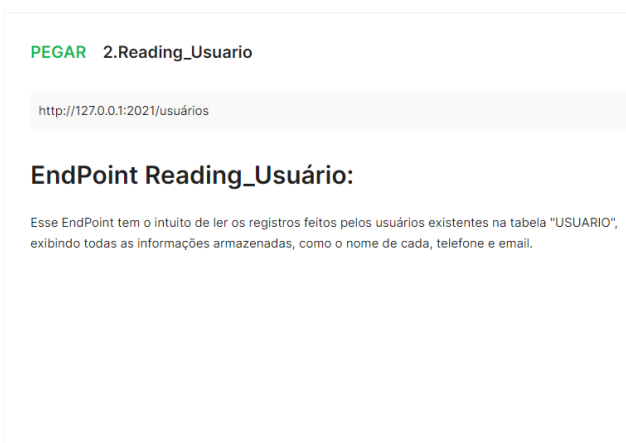 PEGAR 2.Reading_Usuario
http://127.0.0.1:2021/usuários
EndPoint Reading_Usuário:
Esse EndPoint tem o intuito de ler os registros feitos pelos usuários existentes na tabela "USUARIO",
exibindo todas as informações armazenadas, como o nome de cada, telefone e email.